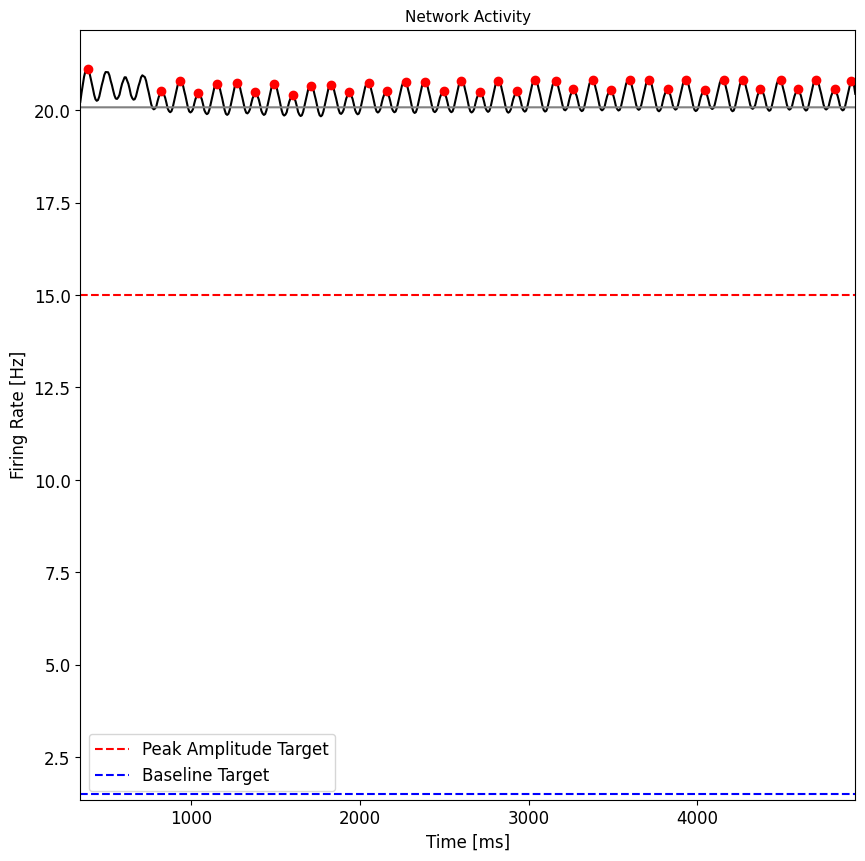 Network Activity
20.0
17.5
15.0
12.5
10.0
7.5
5.0
2.5
Firing Rate [Hz]
Peak Amplitude Target
Baseline Target
1000 2000 3000 4000
Time [ms]